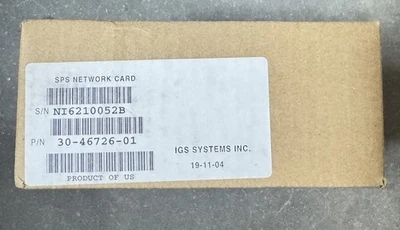 SPS NETWORK CARD
S/N NI6210052B
P/N 30-46726-01
IGS SYSTEMS INC.
19-11-04
PRODUCT OF US